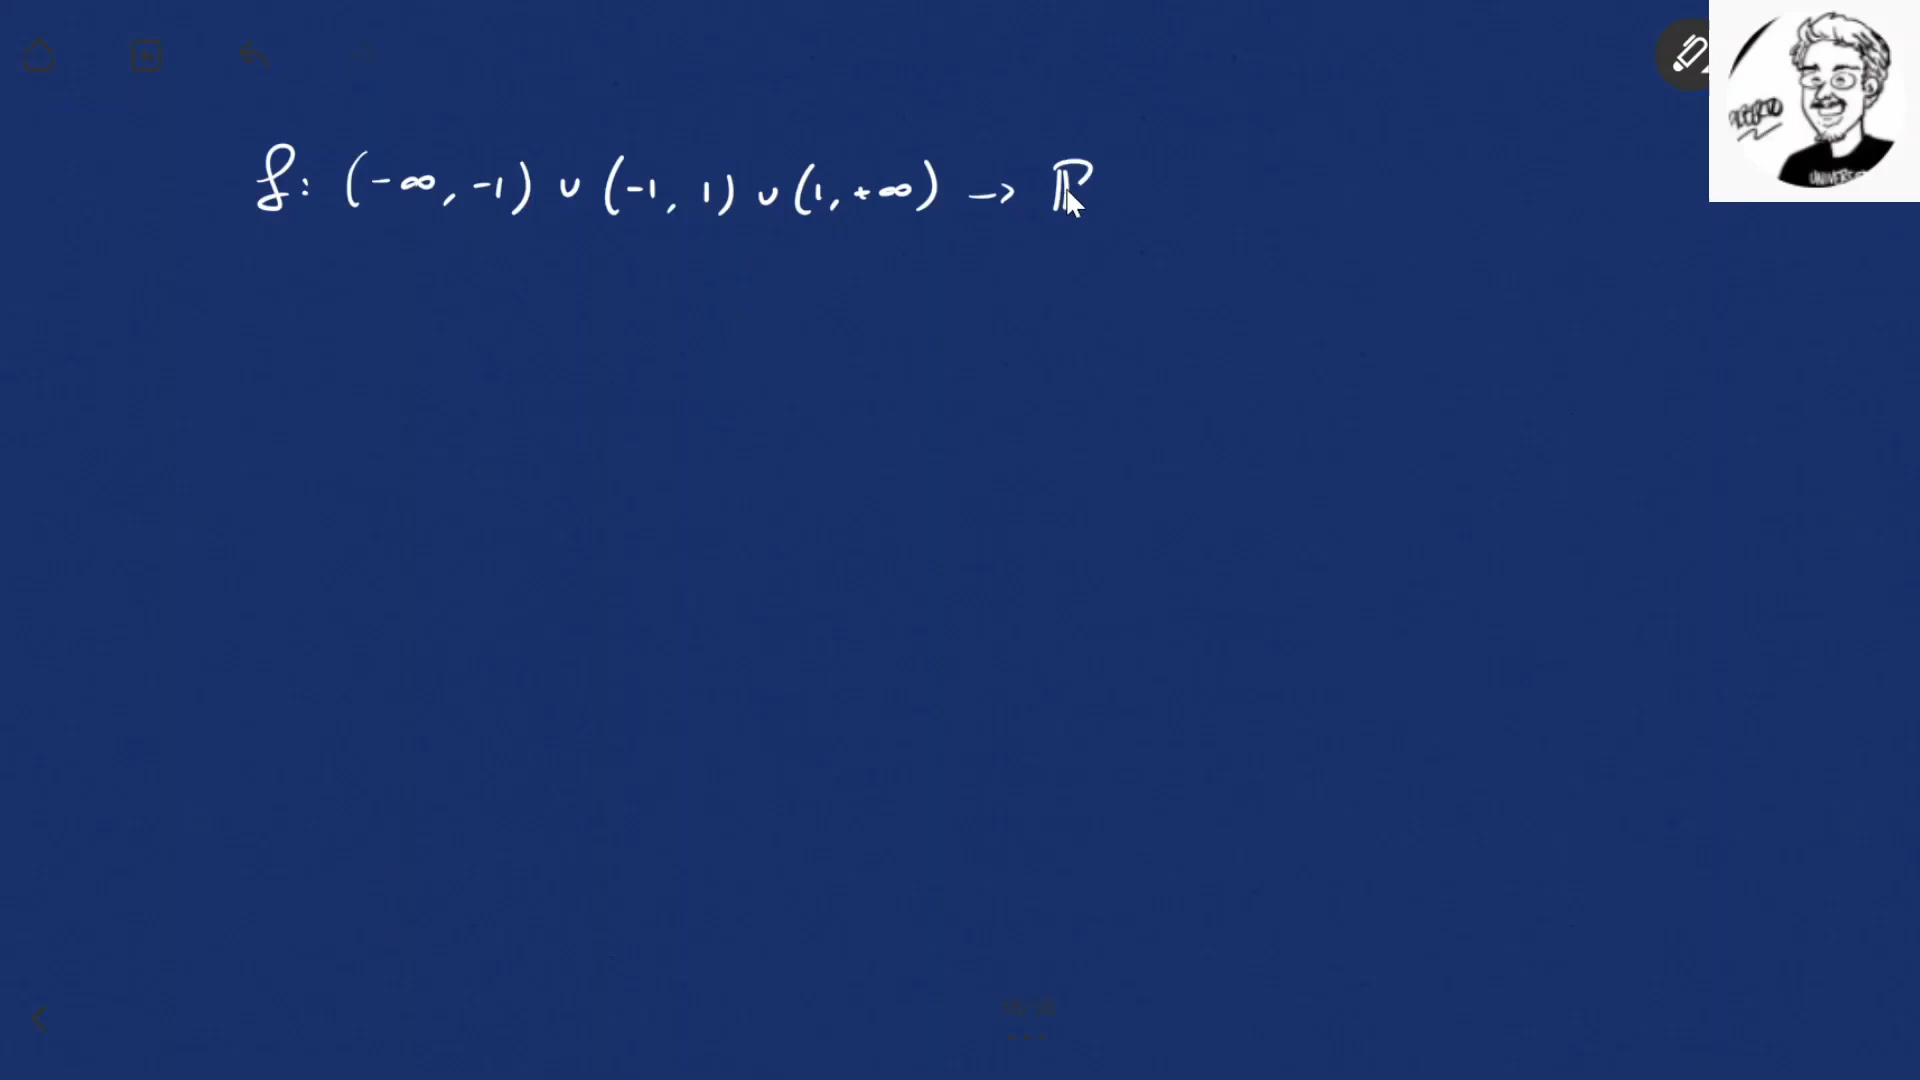 f: (-∞, -1) ∪ (-1, 1) ∪ (1, +∞) → ℝ